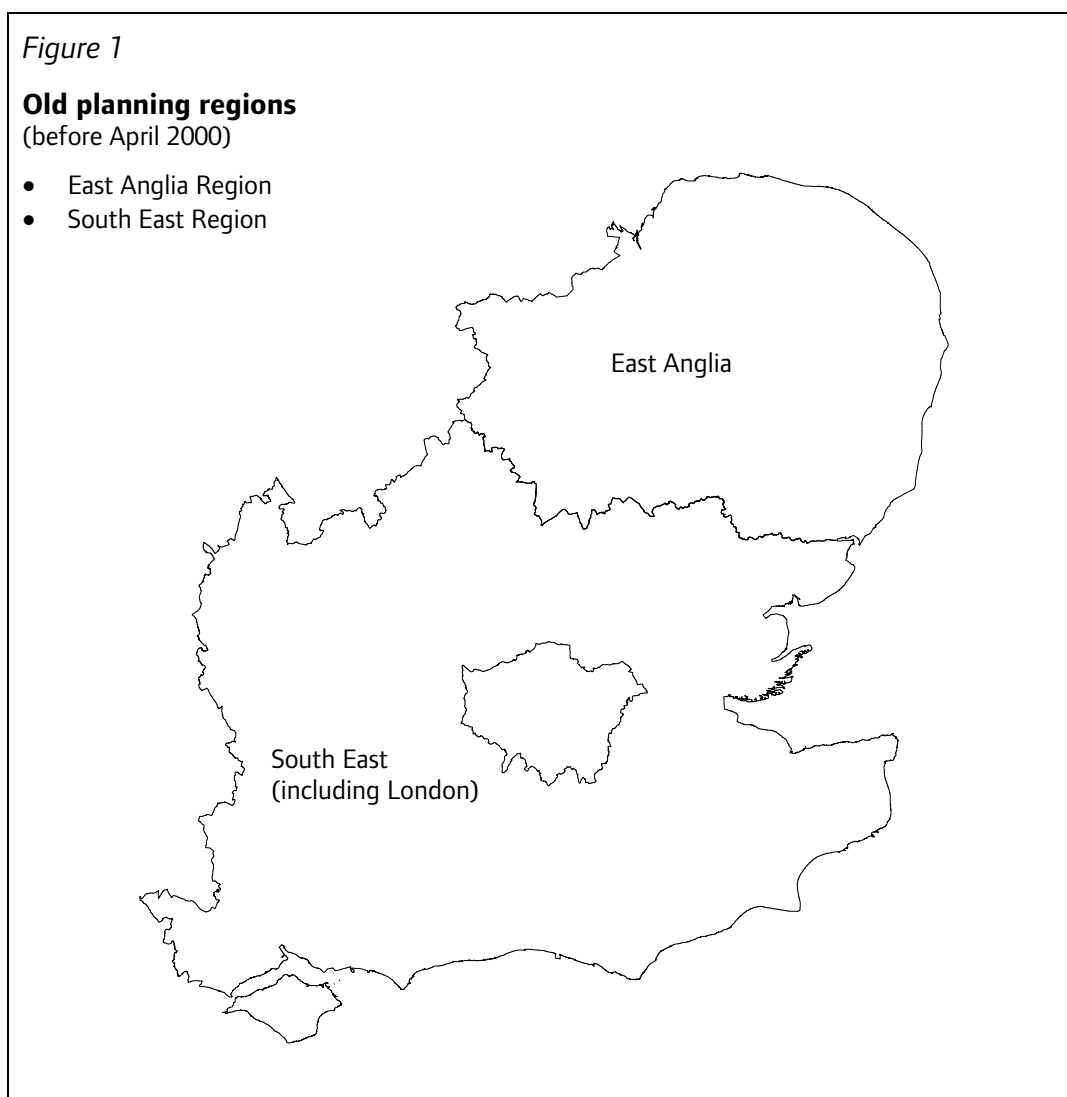 Figure 1
Old planning regions
(before April 2000)
• East Anglia Region
• South East Region
East Anglia
South East
(including London)